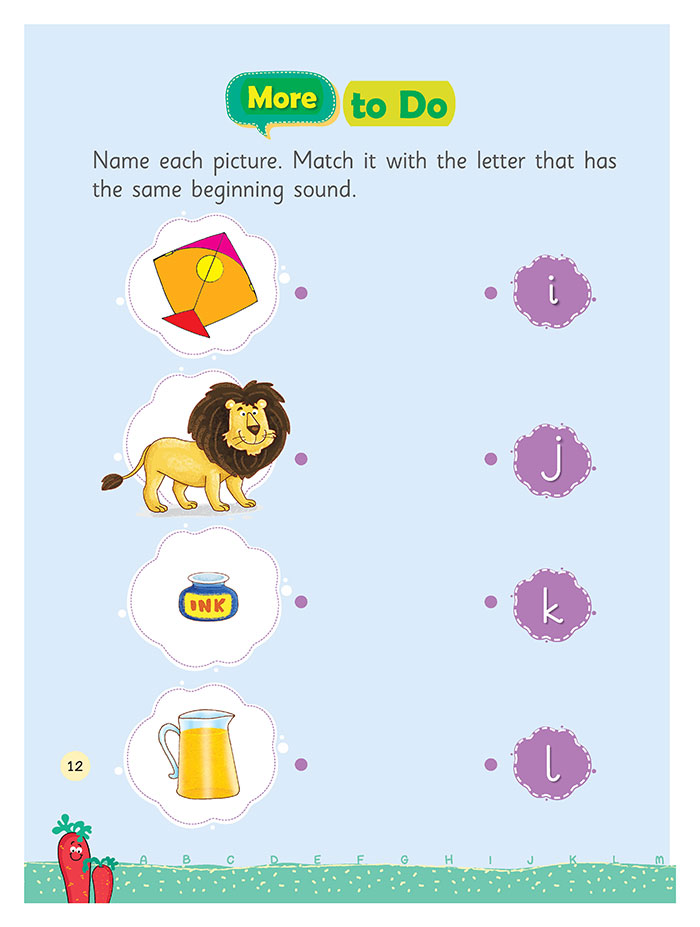 More to Do
Name each picture. Match it with the letter that has
the same beginning sound.
i
j
INK
k
l
12
A B C D E F G H I J K L M